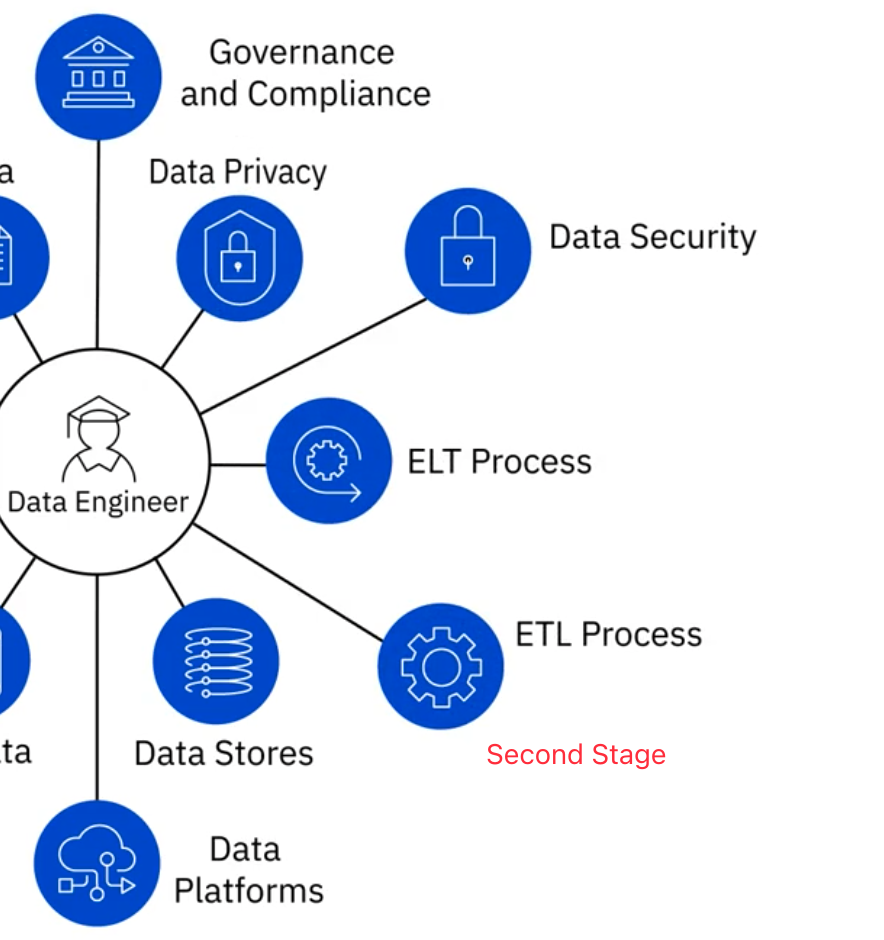 Governance
and Compliance
a
Data Privacy
Data Security
Data Engineer
ELT Process
ETL Process
Second Stage
ta
Data Stores
Data
Platforms